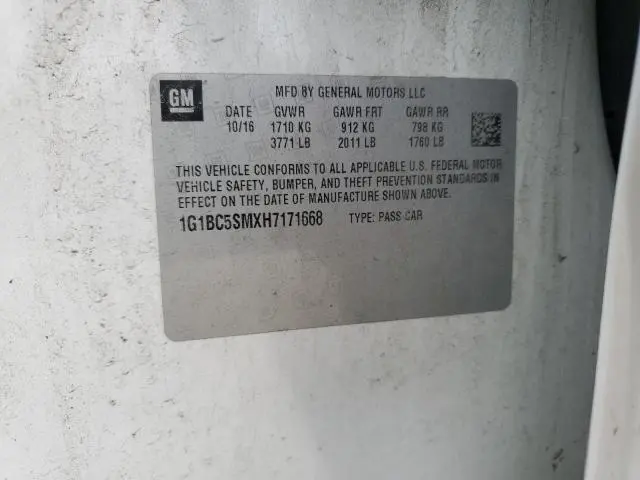 GM
MFD BY GENERAL MOTORS LLC
DATE GVWR GAWR FRT GAWR RR
10/16 1710 KG 912 KG 798 KG
3771 LB 2011 LB 1760 LB
THIS VEHICLE CONFORMS TO ALL APPLICABLE U.S. FEDERAL MOTOR
VEHICLE SAFETY, BUMPER, AND THEFT PREVENTION STANDARDS IN
EFFECT ON THE DATE OF MANUFACTURE SHOWN ABOVE.
1G1BC5SMXH7171668 TYPE: PASS CAR